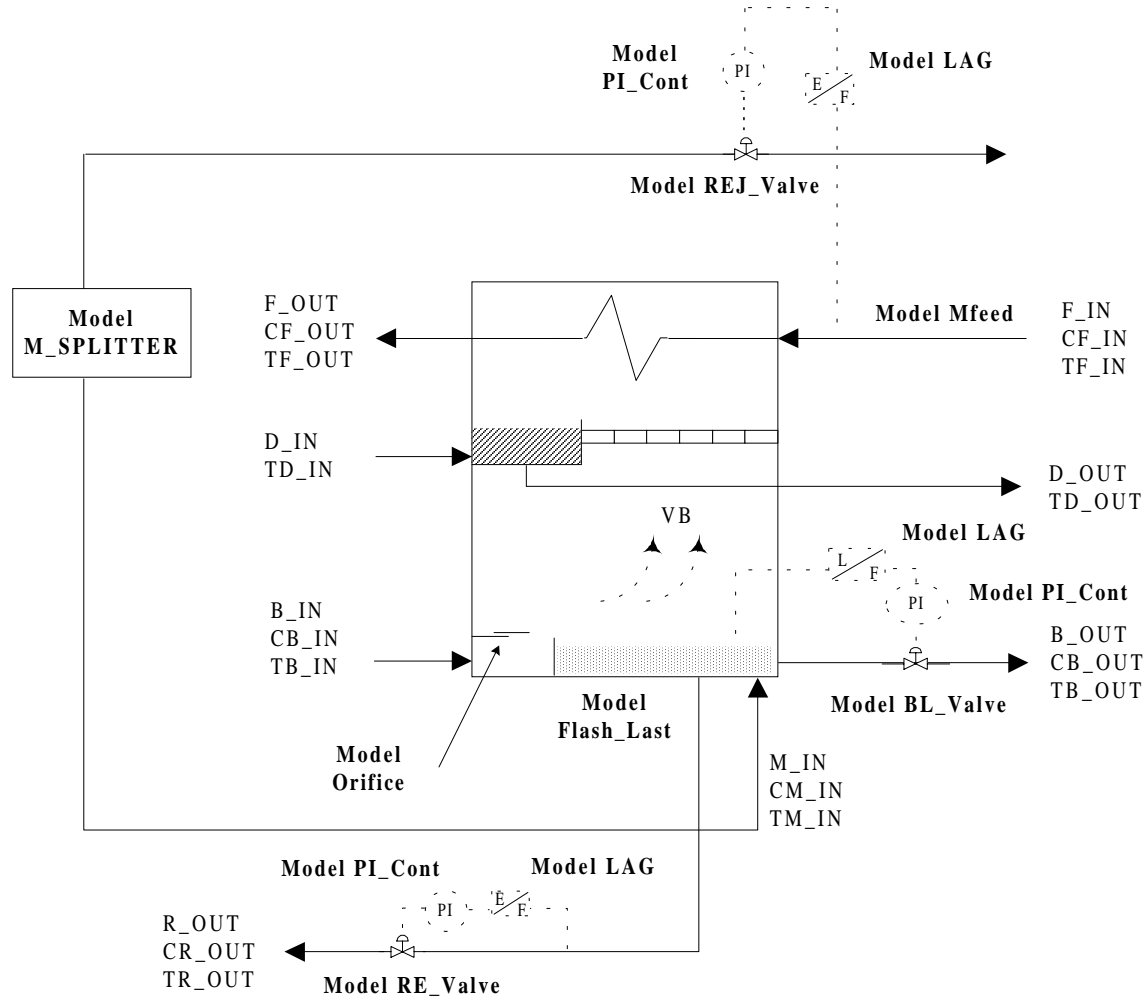 Model
PI_Cont
PI
Model LAG
E
F
Model REJ_Valve
Model
M_SPLITTER
F_OUT
CF_OUT
TF_OUT
Model Mfeed
F_IN
CF_IN
TF_IN
D_IN
TD_IN
D_OUT
TD_OUT
VB
Model LAG
L
F
Model PI_Cont
PI
B_IN
CB_IN
TB_IN
B_OUT
CB_OUT
TB_OUT
Model
Flash_Last
Model BL_Valve
Model
Orifice
M_IN
CM_IN
TM_IN
Model PI_Cont
Model LAG
PI
E
F
R_OUT
CR_OUT
TR_OUT
Model RE_Valve